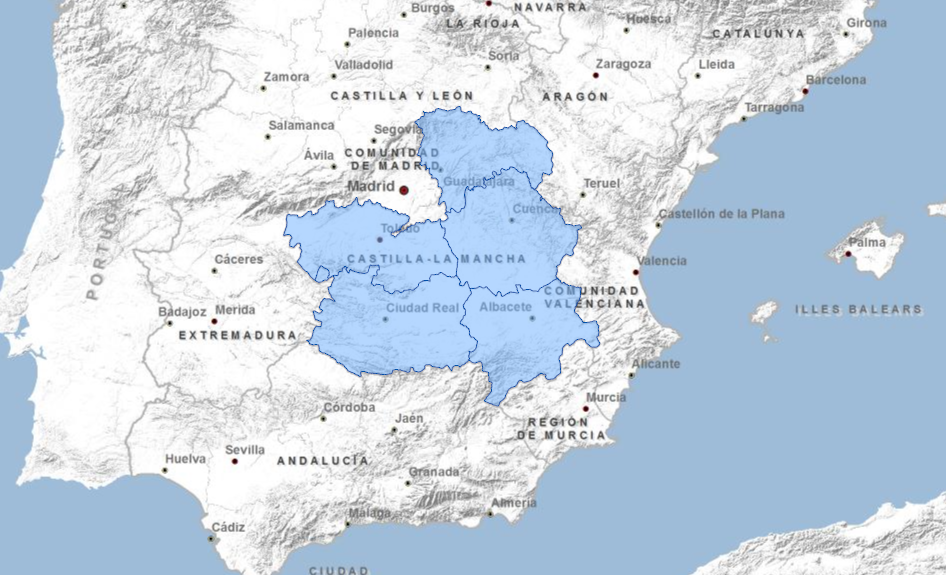 Burgos
NAVARRA
LA RIOJA
Huesca
Girona
Palencia
CATALUNYA
Soria
Valladolid
Zaragoza
Lleida
Zamora
Barcelona
CASTILLA Y LEÓN
ARAGÓN
Tarragona
Salamanca
Segovia
Ávila
COMUNIDAD
DE MADRID
Madrid
Guadalajara
Teruel
Cuenca
Castellón de la Plana
PORTUGAL
Toledo
Palma
Cáceres
CASTILLA-LA MANCHA
Valencia
COMUNIDAD
VALENCIANA
Badajoz
Merida
Ciudad Real
Albacete
ILLES BALEARS
EXTREMADURA
Alicante
Murcia
Córdoba
Jaén
REGIÓN
DE MURCIA
Sevilla
Huelva
ANDALUCÍA
Granada
Almería
Málaga
Cádiz
CIUDAD